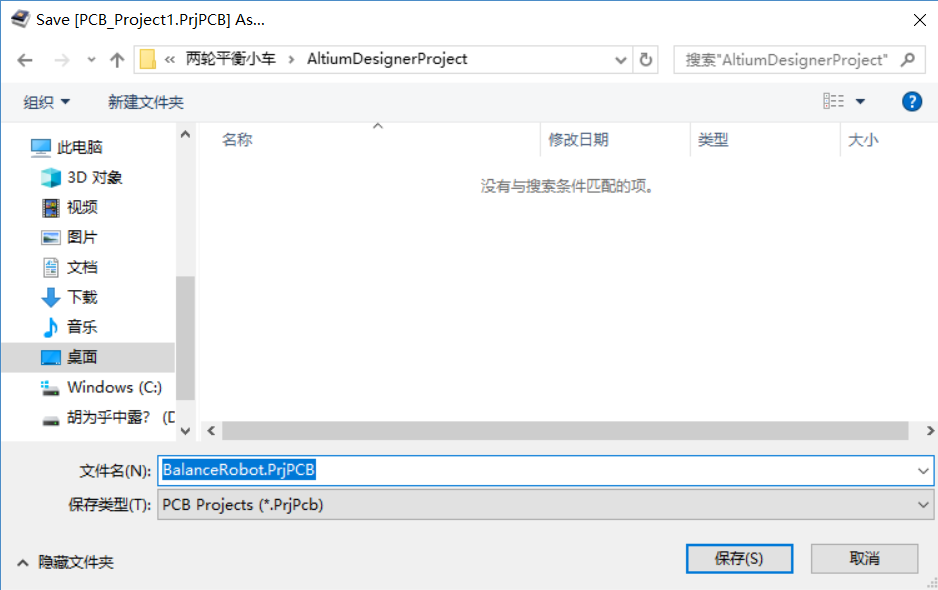 Save [PCB_Project1.PrjPCB] As...
« 两轮平衡小车 › AltiumDesignerProject
搜索"AltiumDesignerProject"
组织
新建文件夹
?
此电脑
3D 对象
视频
图片
文档
下载
音乐
桌面
Windows (C:)
胡为乎中露? (D
名称
修改日期
类型
大小
没有与搜索条件匹配的项。
文件名(N): BalanceRobot.PrjPCB
保存类型(T): PCB Projects (*.PrjPcb)
隐藏文件夹
保存(S)
取消